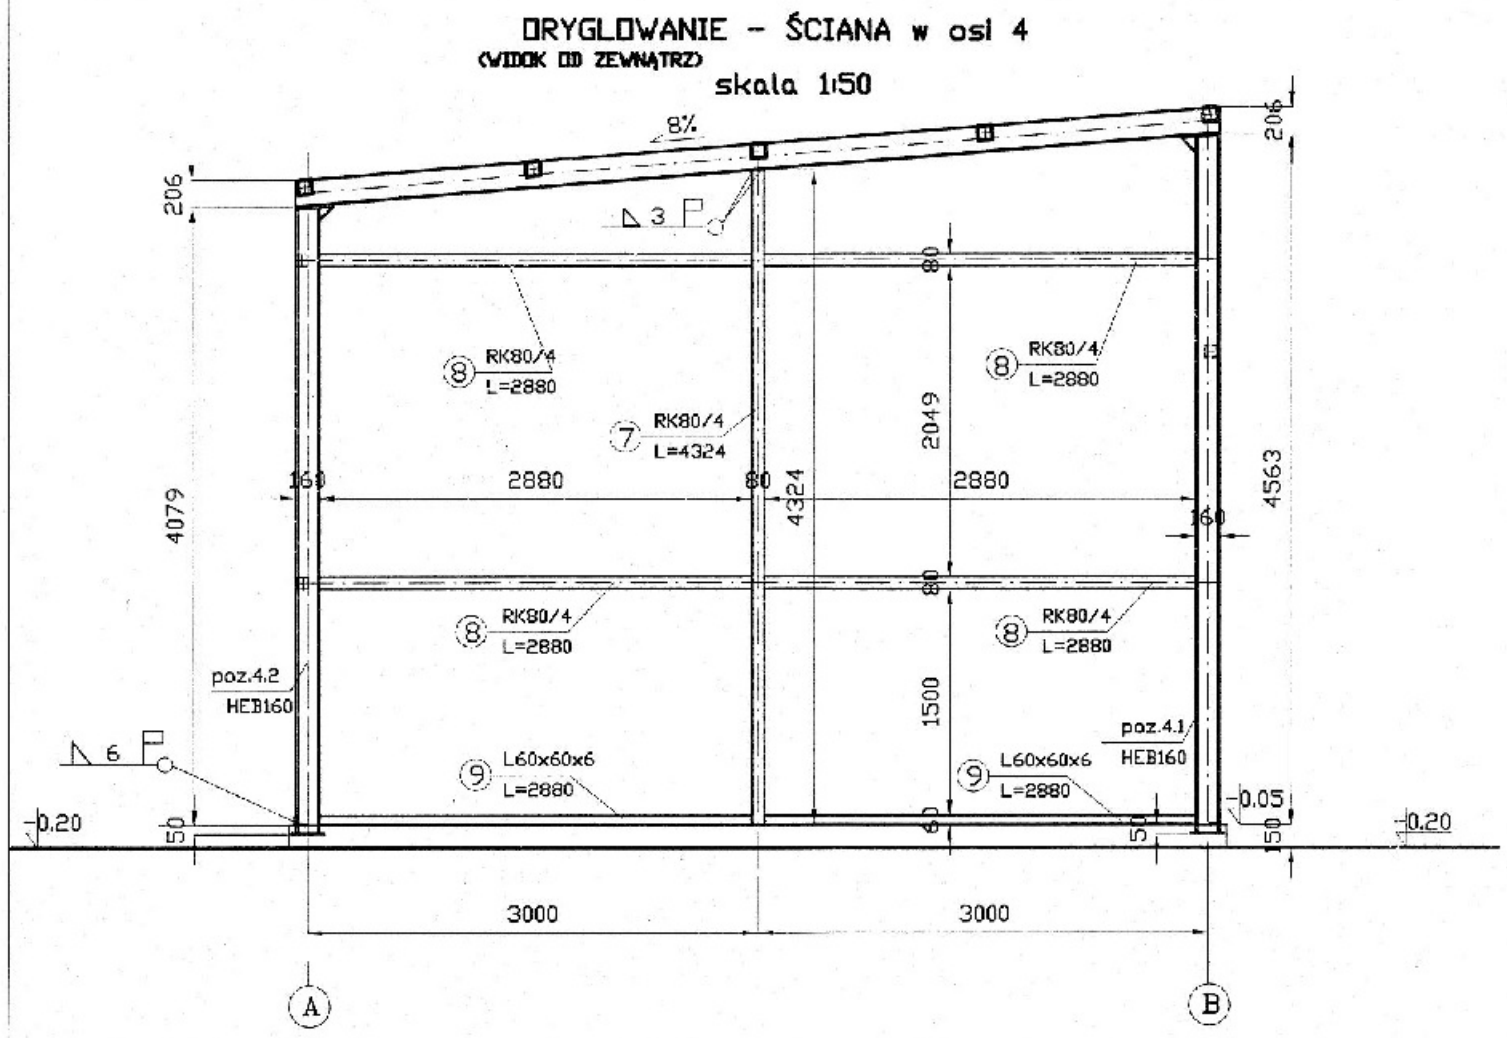 ORYGLOWANIE - ŚCIANA w osi 4
(WIDOK OD ZEWNĄTRZ)
skala 1:50
206
8%
206
3
80
8 RK80/4
L=2880
8 RK80/4
L=2880
7 RK80/4
L=4324
2049
160
2880
80
2880
4079
4324
4563
160
80
8 RK80/4
L=2880
8 RK80/4
L=2880
poz.4.2
HEB160
1500
poz.4.1
HEB160
6
9 L60x60x6
L=2880
9 L60x60x6
L=2880
-0.20
50
60
50
-0.05
150
-0.20
3000
3000
A
B